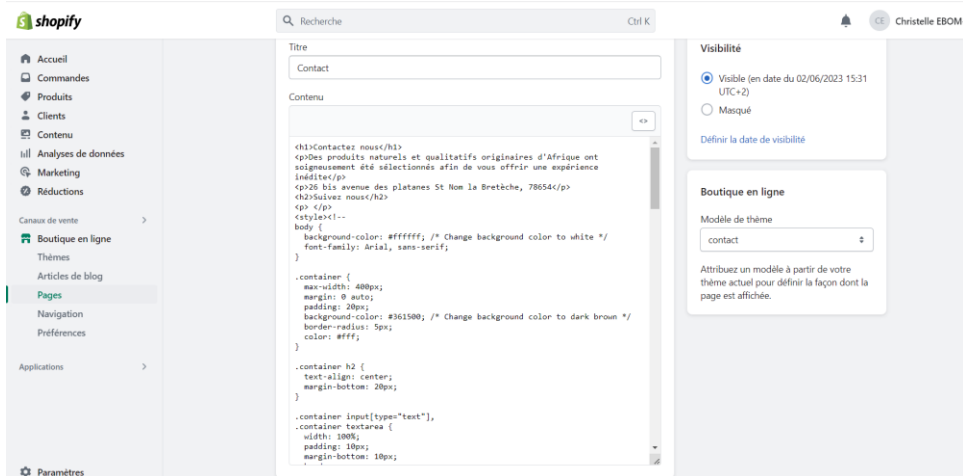 shopify
Recherche
Ctrl K
CE
Christelle EBOM
Accueil
Commandes
Produits
Clients
Contenu
Analyses de données
Marketing
Réductions
Canaux de vente
Boutique en ligne
Thèmes
Articles de blog
Pages
Navigation
Préférences
Applications
Paramètres
Titre
Contact
Contenu
<>
<h1>Contactez nous</h1>
<p>Des produits naturels et qualitatifs originaires d'Afrique ont
soigneusement été sélectionnés afin de vous offrir une expérience
inédite</p>
<p>26 bis avenue des platanes St Nom la Bretèche, 78654</p>
<h2>Suivez nous</h2>
<p> </p>
<style><!--
body {
background-color: #ffffff; /* Change background color to white */
font-family: Arial, sans-serif;
}
.container {
max-width: 400px;
margin: 0 auto;
padding: 20px;
background-color: #361500; /* Change background color to dark brown */
border-radius: 5px;
color: #fff;
}
.container h2 {
text-align: center;
margin-bottom: 20px;
}
.container input[type="text"],
.container textarea {
width: 100%;
padding: 10px;
margin-bottom: 10px;
Visibilité
Visible (en date du 02/06/2023 15:31
UTC+2)
Masqué
Définir la date de visibilité
Boutique en ligne
Modèle de thème
contact
Attribuez un modèle à partir de votre
thème actuel pour définir la façon dont la
page est affichée.